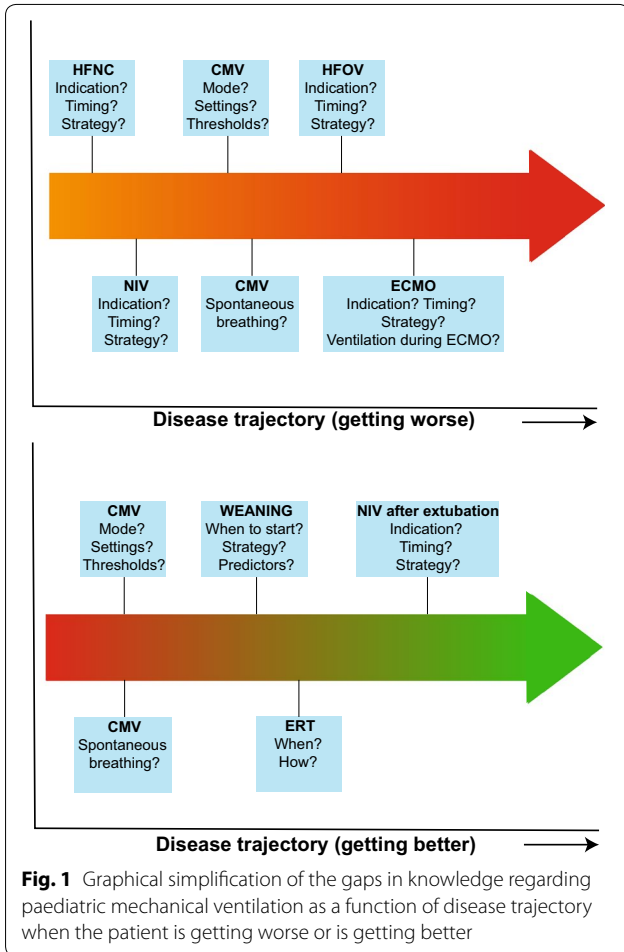 HFNC
Indication?
Timing?
Strategy?
CMV
Mode?
Settings?
Thresholds?
HFOV
Indication?
Timing?
Strategy?
NIV
Indication?
Timing?
Strategy?
CMV
Spontaneous
breathing?
ECMO
Indication? Timing?
Strategy?
Ventilation during ECMO?
Disease trajectory (getting worse)
CMV
Mode?
Settings?
Thresholds?
WEANING
When to start?
Strategy?
Predictors?
NIV after extubation
Indication?
Timing?
Strategy?
CMV
Spontaneous
breathing?
ERT
When?
How?
Disease trajectory (getting better)
Fig. 1 Graphical simplification of the gaps in knowledge regarding
paediatric mechanical ventilation as a function of disease trajectory
when the patient is getting worse or is getting better